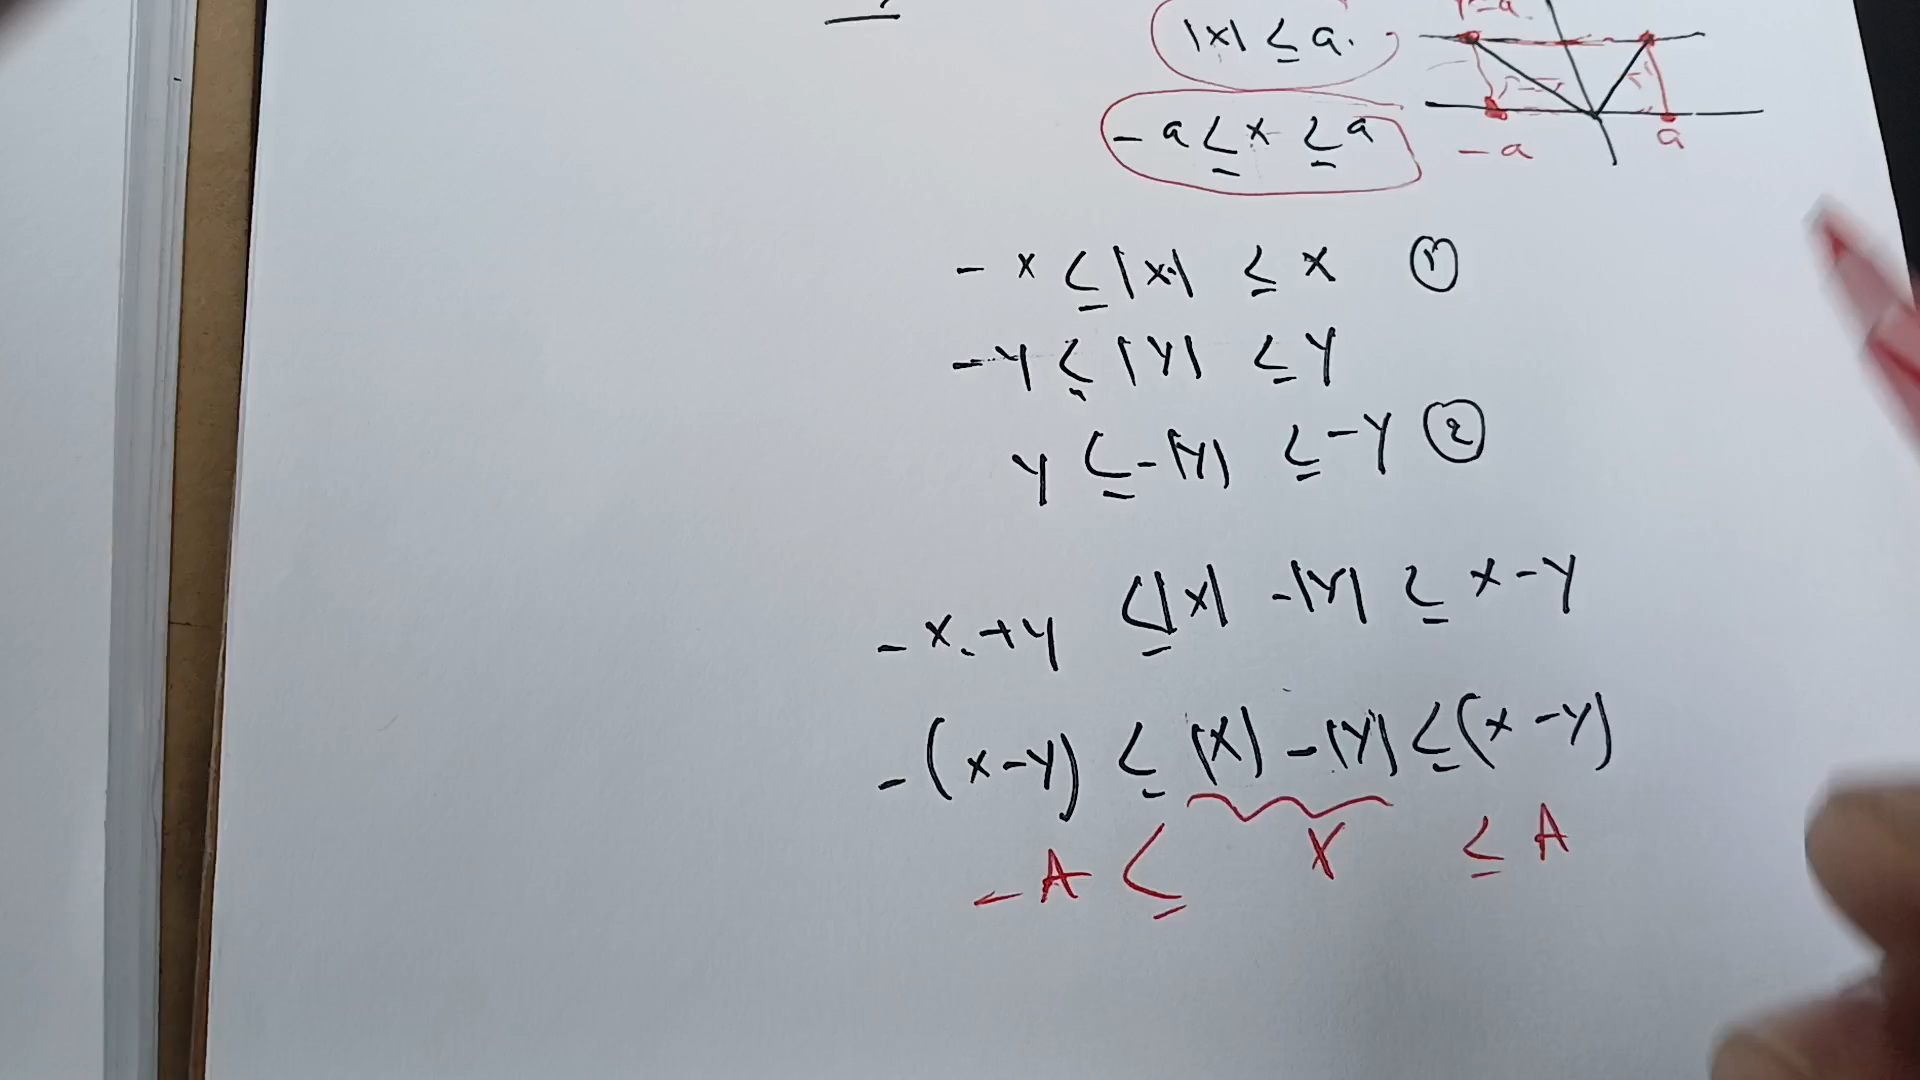 |x| ≤ a.
-a ≤ x ≤ a
-a a
-x ≤ |x| ≤ x ①
-y ≤ |y| ≤ y
y ≤ -|y| ≤ -y ②
-x.+y ≤ |x| -|y| ≤ x-y
-(x-y) ≤ |x| -|y| ≤ (x-y)
-A ≤ X ≤ A